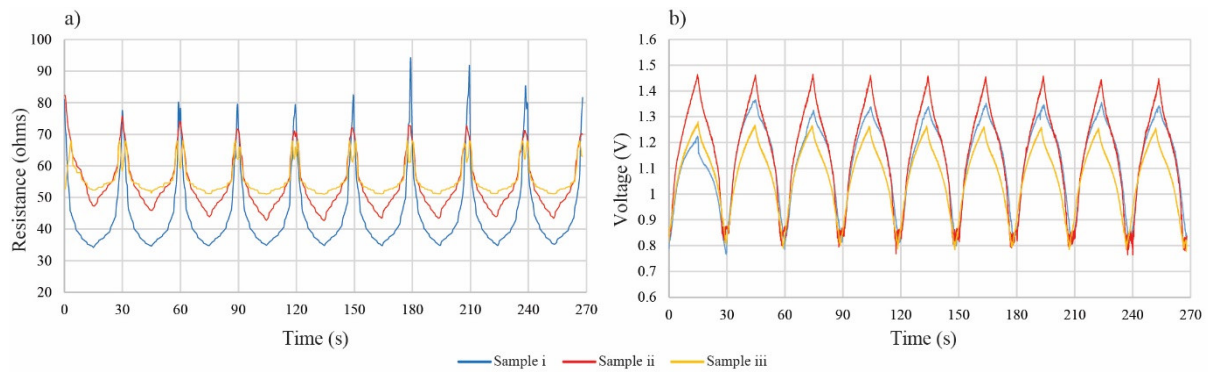 a)
100
90
80
70
60
50
40
30
20
Resistance (ohms)
0 30 60 90 120 150 180 210 240 270
Time (s)
b)
1.6
1.5
1.4
1.3
1.2
1.1
1
0.9
0.8
0.7
0.6
Voltage (V)
0 30 60 90 120 150 180 210 240 270
Time (s)
Sample i Sample ii Sample iii